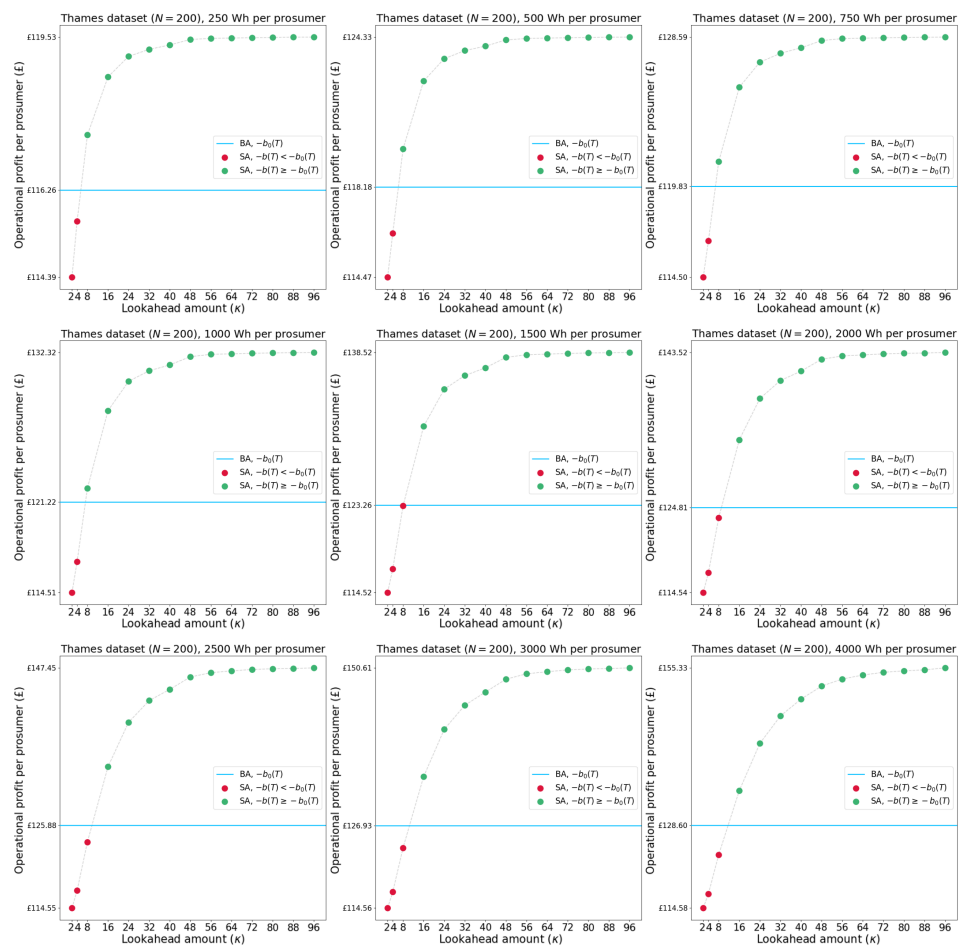 Thames dataset (N = 200), 250 Wh per prosumer
Operational profit per prosumer (£)
£119.53
£116.26
£114.39
BA, −b₀(T)
SA, −b(T) < −b₀(T)
SA, −b(T) ≥ −b₀(T)
2 4 8 16 24 32 40 48 56 64 72 80 88 96
Lookahead amount (κ)
Thames dataset (N = 200), 500 Wh per prosumer
Operational profit per prosumer (£)
£124.33
£118.18
£114.47
BA, −b₀(T)
SA, −b(T) < −b₀(T)
SA, −b(T) ≥ −b₀(T)
2 4 8 16 24 32 40 48 56 64 72 80 88 96
Lookahead amount (κ)
Thames dataset (N = 200), 750 Wh per prosumer
Operational profit per prosumer (£)
£128.59
£119.83
£114.50
BA, −b₀(T)
SA, −b(T) < −b₀(T)
SA, −b(T) ≥ −b₀(T)
2 4 8 16 24 32 40 48 56 64 72 80 88 96
Lookahead amount (κ)
Thames dataset (N = 200), 1000 Wh per prosumer
Operational profit per prosumer (£)
£132.32
£121.22
£114.51
BA, −b₀(T)
SA, −b(T) < −b₀(T)
SA, −b(T) ≥ −b₀(T)
2 4 8 16 24 32 40 48 56 64 72 80 88 96
Lookahead amount (κ)
Thames dataset (N = 200), 1500 Wh per prosumer
Operational profit per prosumer (£)
£138.52
£123.26
£114.52
BA, −b₀(T)
SA, −b(T) < −b₀(T)
SA, −b(T) ≥ −b₀(T)
2 4 8 16 24 32 40 48 56 64 72 80 88 96
Lookahead amount (κ)
Thames dataset (N = 200), 2000 Wh per prosumer
Operational profit per prosumer (£)
£143.52
£124.81
£114.54
BA, −b₀(T)
SA, −b(T) < −b₀(T)
SA, −b(T) ≥ −b₀(T)
2 4 8 16 24 32 40 48 56 64 72 80 88 96
Lookahead amount (κ)
Thames dataset (N = 200), 2500 Wh per prosumer
Operational profit per prosumer (£)
£147.45
£125.88
£114.55
BA, −b₀(T)
SA, −b(T) < −b₀(T)
SA, −b(T) ≥ −b₀(T)
2 4 8 16 24 32 40 48 56 64 72 80 88 96
Lookahead amount (κ)
Thames dataset (N = 200), 3000 Wh per prosumer
Operational profit per prosumer (£)
£150.61
£126.93
£114.56
BA, −b₀(T)
SA, −b(T) < −b₀(T)
SA, −b(T) ≥ −b₀(T)
2 4 8 16 24 32 40 48 56 64 72 80 88 96
Lookahead amount (κ)
Thames dataset (N = 200), 4000 Wh per prosumer
Operational profit per prosumer (£)
£155.33
£128.60
£114.58
BA, −b₀(T)
SA, −b(T) < −b₀(T)
SA, −b(T) ≥ −b₀(T)
2 4 8 16 24 32 40 48 56 64 72 80 88 96
Lookahead amount (κ)